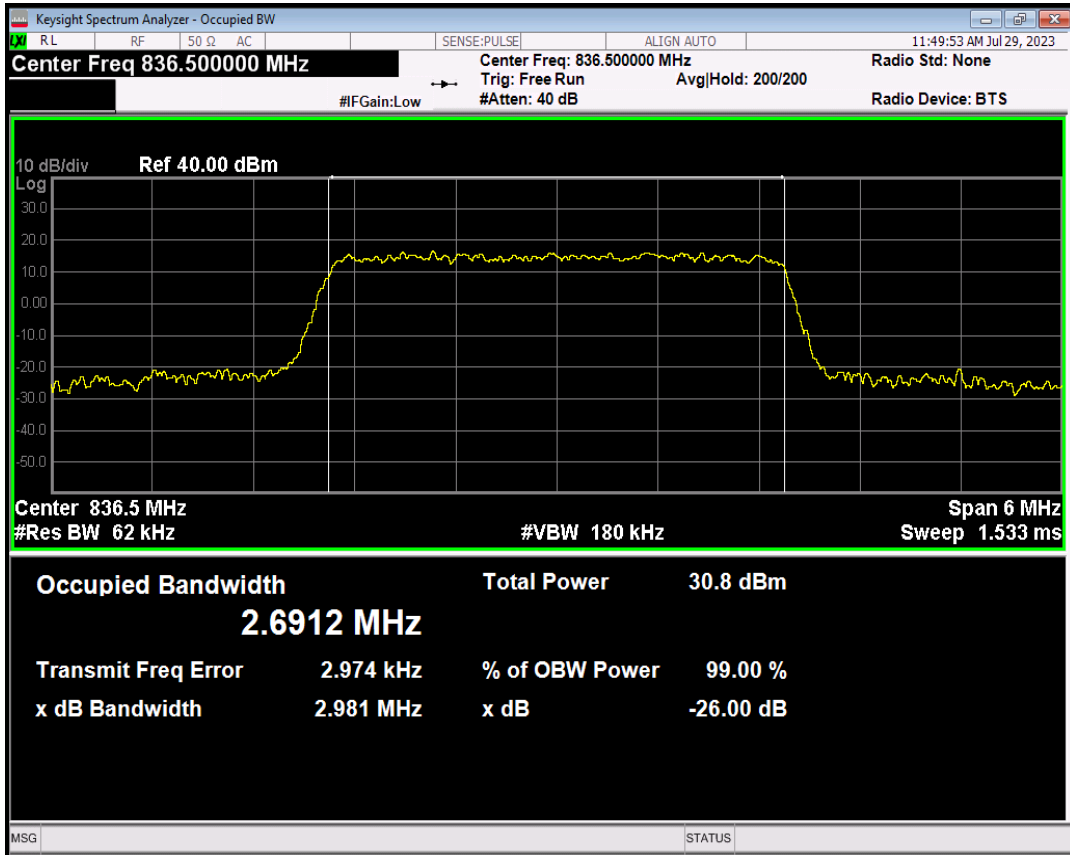 Keysight Spectrum Analyzer - Occupied BW
LXI RL RF 50 Ω AC SENSE:PULSE ALIGN AUTO 11:49:53 AM Jul 29, 2023
Center Freq 836.500000 MHz Center Freq: 836.500000 MHz Radio Std: None
Trig: Free Run Avg|Hold: 200/200
#IFGain:Low #Atten: 40 dB Radio Device: BTS
10 dB/div Ref 40.00 dBm
Log
30.0
20.0
10.0
0.00
-10.0
-20.0
-30.0
-40.0
-50.0
Center 836.5 MHz Span 6 MHz
#Res BW 62 kHz #VBW 180 kHz Sweep 1.533 ms
Occupied Bandwidth Total Power 30.8 dBm
2.6912 MHz
Transmit Freq Error 2.974 kHz % of OBW Power 99.00 %
x dB Bandwidth 2.981 MHz x dB -26.00 dB
MSG STATUS